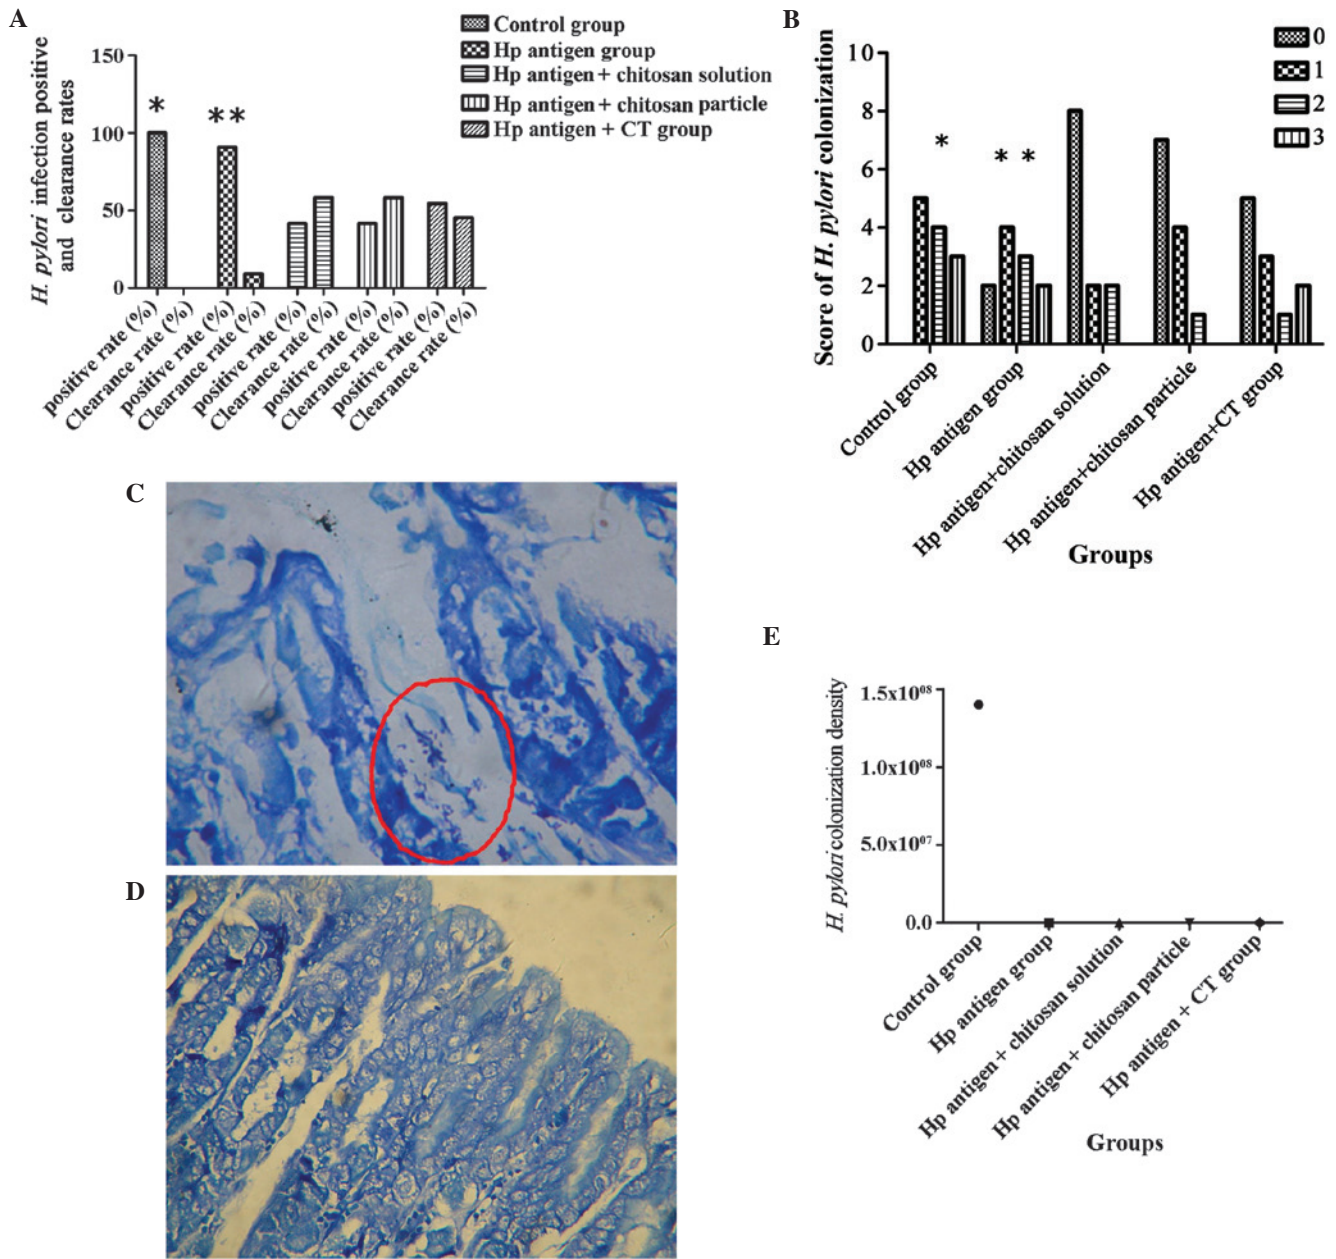 A
H. pylori infection positive
and clearance rates
150
100
50
0
*
**
Control group
Hp antigen group
Hp antigen + chitosan solution
Hp antigen + chitosan particle
Hp antigen + CT group
positive rate (%)
Clearance rate (%)
positive rate (%)
Clearance rate (%)
positive rate (%)
Clearance rate (%)
positive rate (%)
Clearance rate (%)
positive rate (%)
Clearance rate (%)
B
Score of H. pylori colonization
10
8
6
4
2
0
*
* *
0
1
2
3
Control group
Hp antigen group
Hp antigen+chitosan solution
Hp antigen+chitosan particle
Hp antigen+CT group
Groups
C
D
E
H. pylori colonization density
1.5x10⁰⁸
1.0x10⁰⁸
5.0x10⁰⁷
0.0
Control group
Hp antigen group
Hp antigen + chitosan solution
Hp antigen + chitosan particle
Hp antigen + CT group
Groups